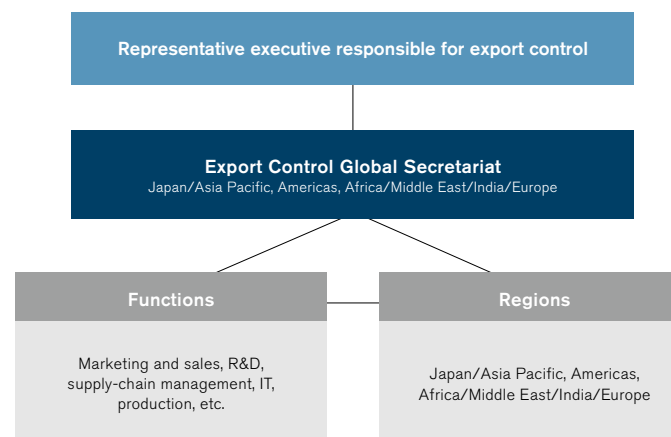 Representative executive responsible for export control
Export Control Global Secretariat
Japan/Asia Pacific, Americas, Africa/Middle East/India/Europe
Functions
Marketing and sales, R&D,
supply-chain management, IT,
production, etc.
Regions
Japan/Asia Pacific, Americas,
Africa/Middle East/India/Europe